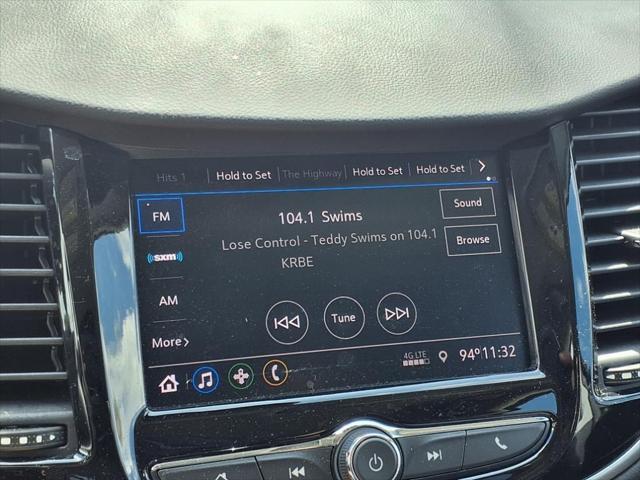 Hits 1 Hold to Set The Highway Hold to Set Hold to Set
FM 104.1 Swims Sound
Lose Control - Teddy Swims on 104.1 Browse
KRBE
sxm
AM
Tune
More
4G LTE 94° 11:32